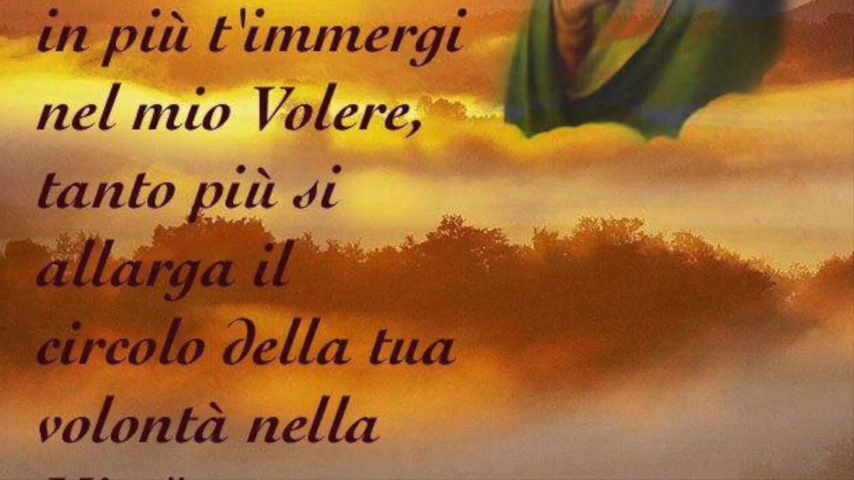 in più t'immergi
nel mio Volere,
tanto più si
allarga il
circolo della tua
volontà nella